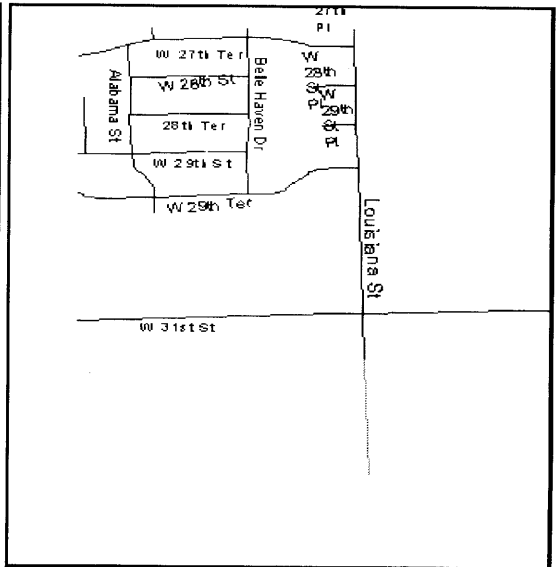 27th
Pl
W 27th Ter
W
28th
St
Pl
W 28th St
Belle Haven Dr
Alabama St
W
29th
St
Pl
28th Ter
W 29th St
W 29th Ter
Louisiana St
W 31st St